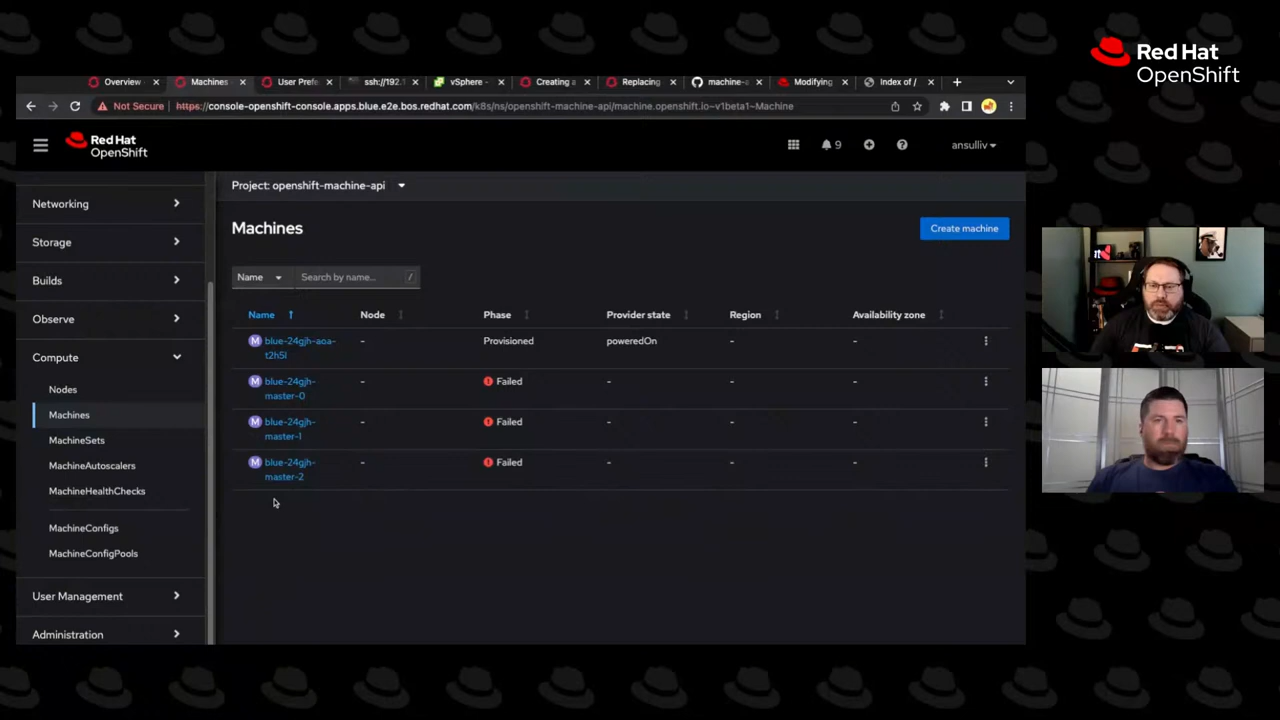 Red Hat
OpenShift
Overview
Machines
User Prefe
ssh://192.1
vSphere -
Creating a
Replacing
machine-
Modifying
Index of /
Not Secure
https://console-openshift-console.apps.blue.e2e.bos.redhat.com/k8s/ns/openshift-machine-api/machine.openshift.io~v1beta1~Machine
Red Hat
OpenShift
9
ansulliv
Project: openshift-machine-api
Networking
Storage
Builds
Observe
Compute
Nodes
Machines
MachineSets
MachineAutoscalers
MachineHealthChecks
MachineConfigs
MachineConfigPools
User Management
Administration
Machines
Create machine
Name
Search by name...
/
Name Node Phase Provider state Region Availability zone
M blue-24gjh-aoa- - Provisioned poweredOn - -
t2h5l
M blue-24gjh- - Failed - - -
master-0
M blue-24gjh- - Failed - - -
master-1
M blue-24gjh- - Failed - - -
master-2